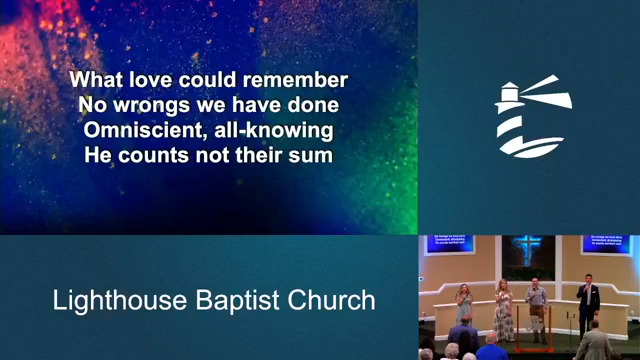 What love could remember
No wrongs we have done
Omniscient, all-knowing
He counts not their sum
Lighthouse Baptist Church